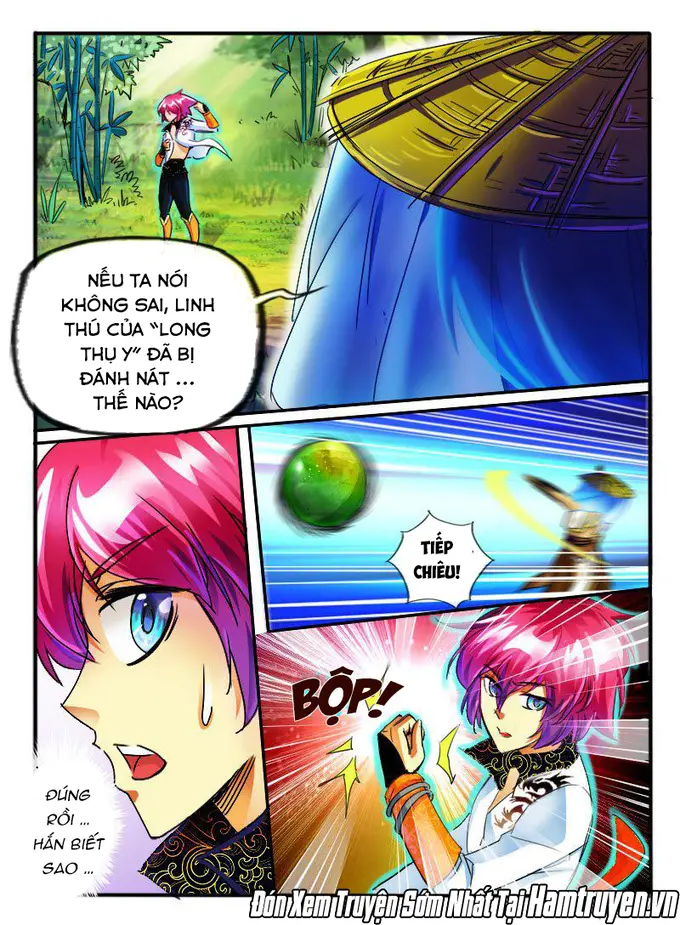 NẾU TA NÓI
KHÔNG SAI, LINH
THÚ CỦA "LONG
THỤ Y" ĐÃ BỊ
ĐÁNH NÁT ...
THẾ NÀO?
TIẾP
CHIÊU!
BỘP!
ĐÚNG
RỒI ...
HẮN BIẾT
SAO ...
Đón Xem Truyện Sớm Nhất Tại Hamtruyen.vn